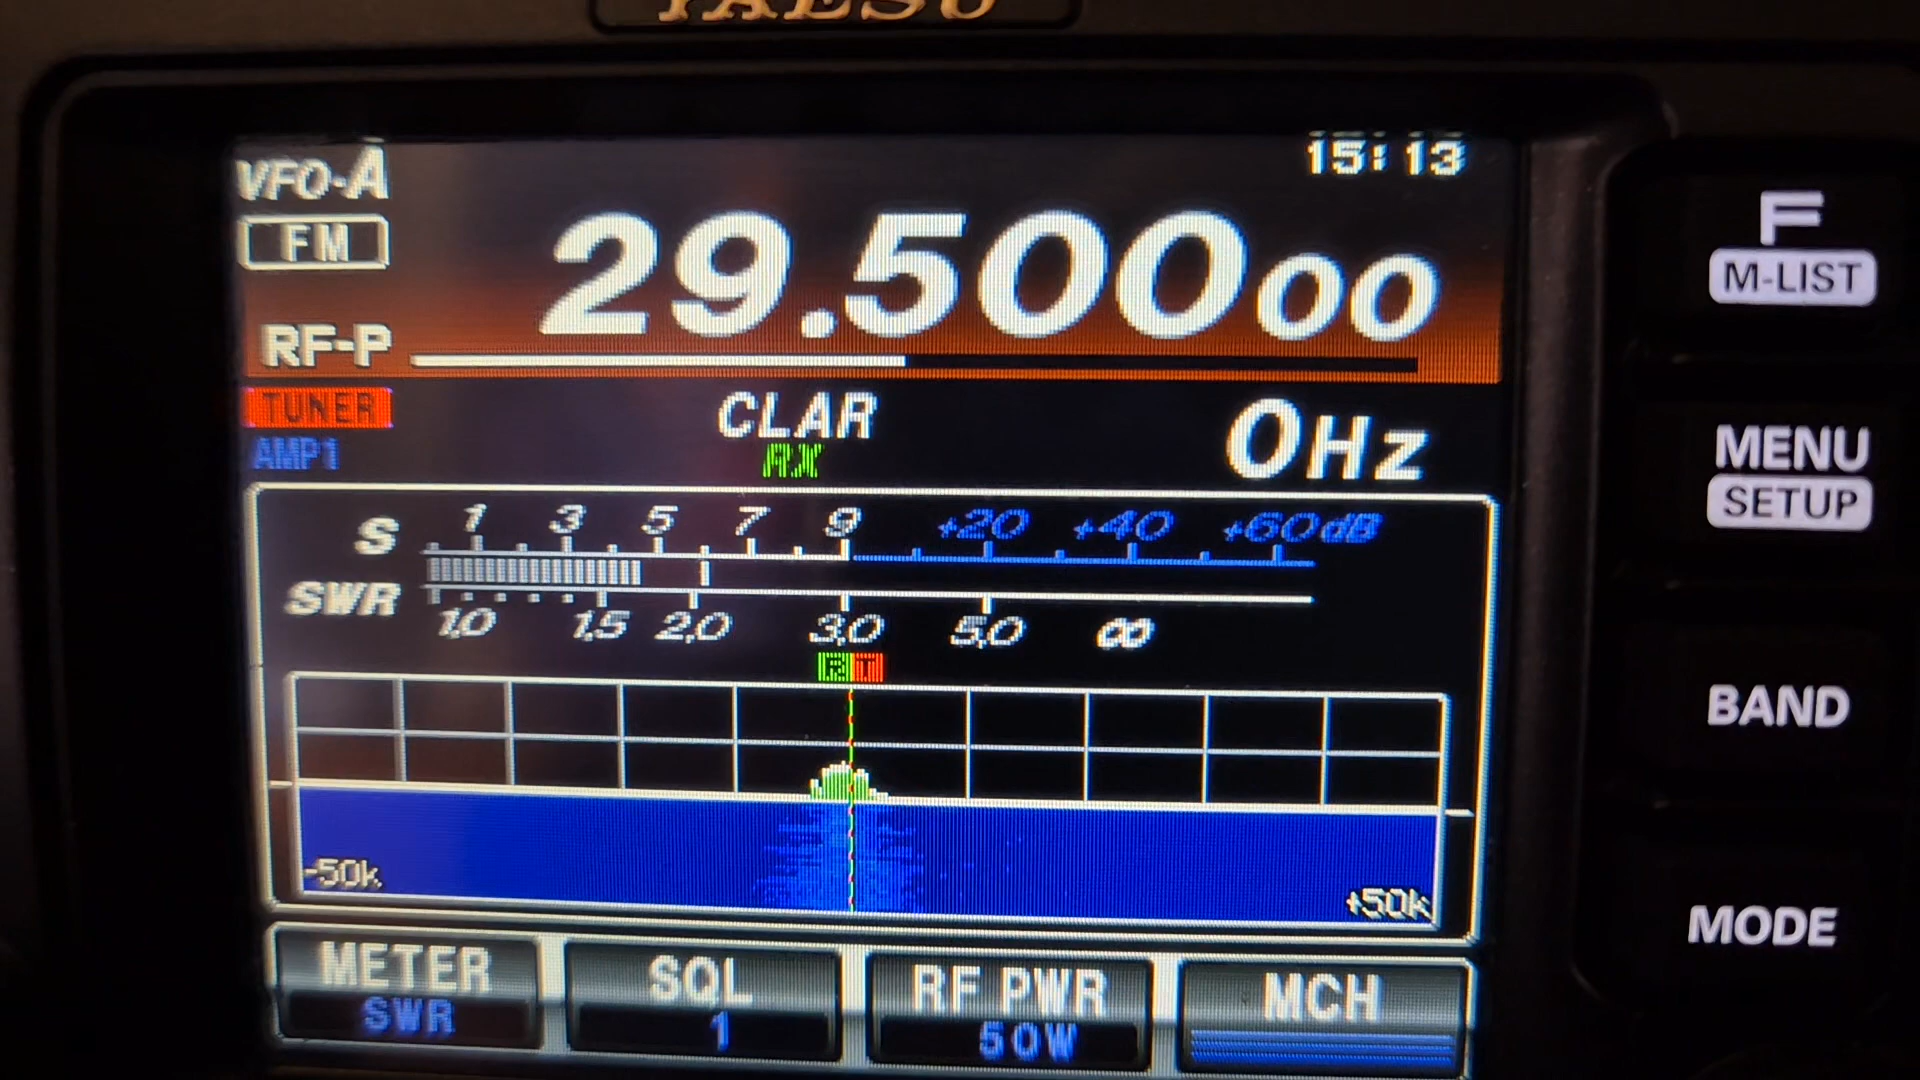 YAESU
VFO-A
15:13
FM
29.50000
RF-P
TUNER
CLAR
0Hz
AMP1
RX
S 1 3 5 7 9 +20 +40 +60dB
SWR 1.0 1.5 2.0 3.0 5.0 ∞
R T
-50k +50k
METER SQL RF PWR MCH
SWR 1 50W
F
M-LIST
MENU
SETUP
BAND
MODE